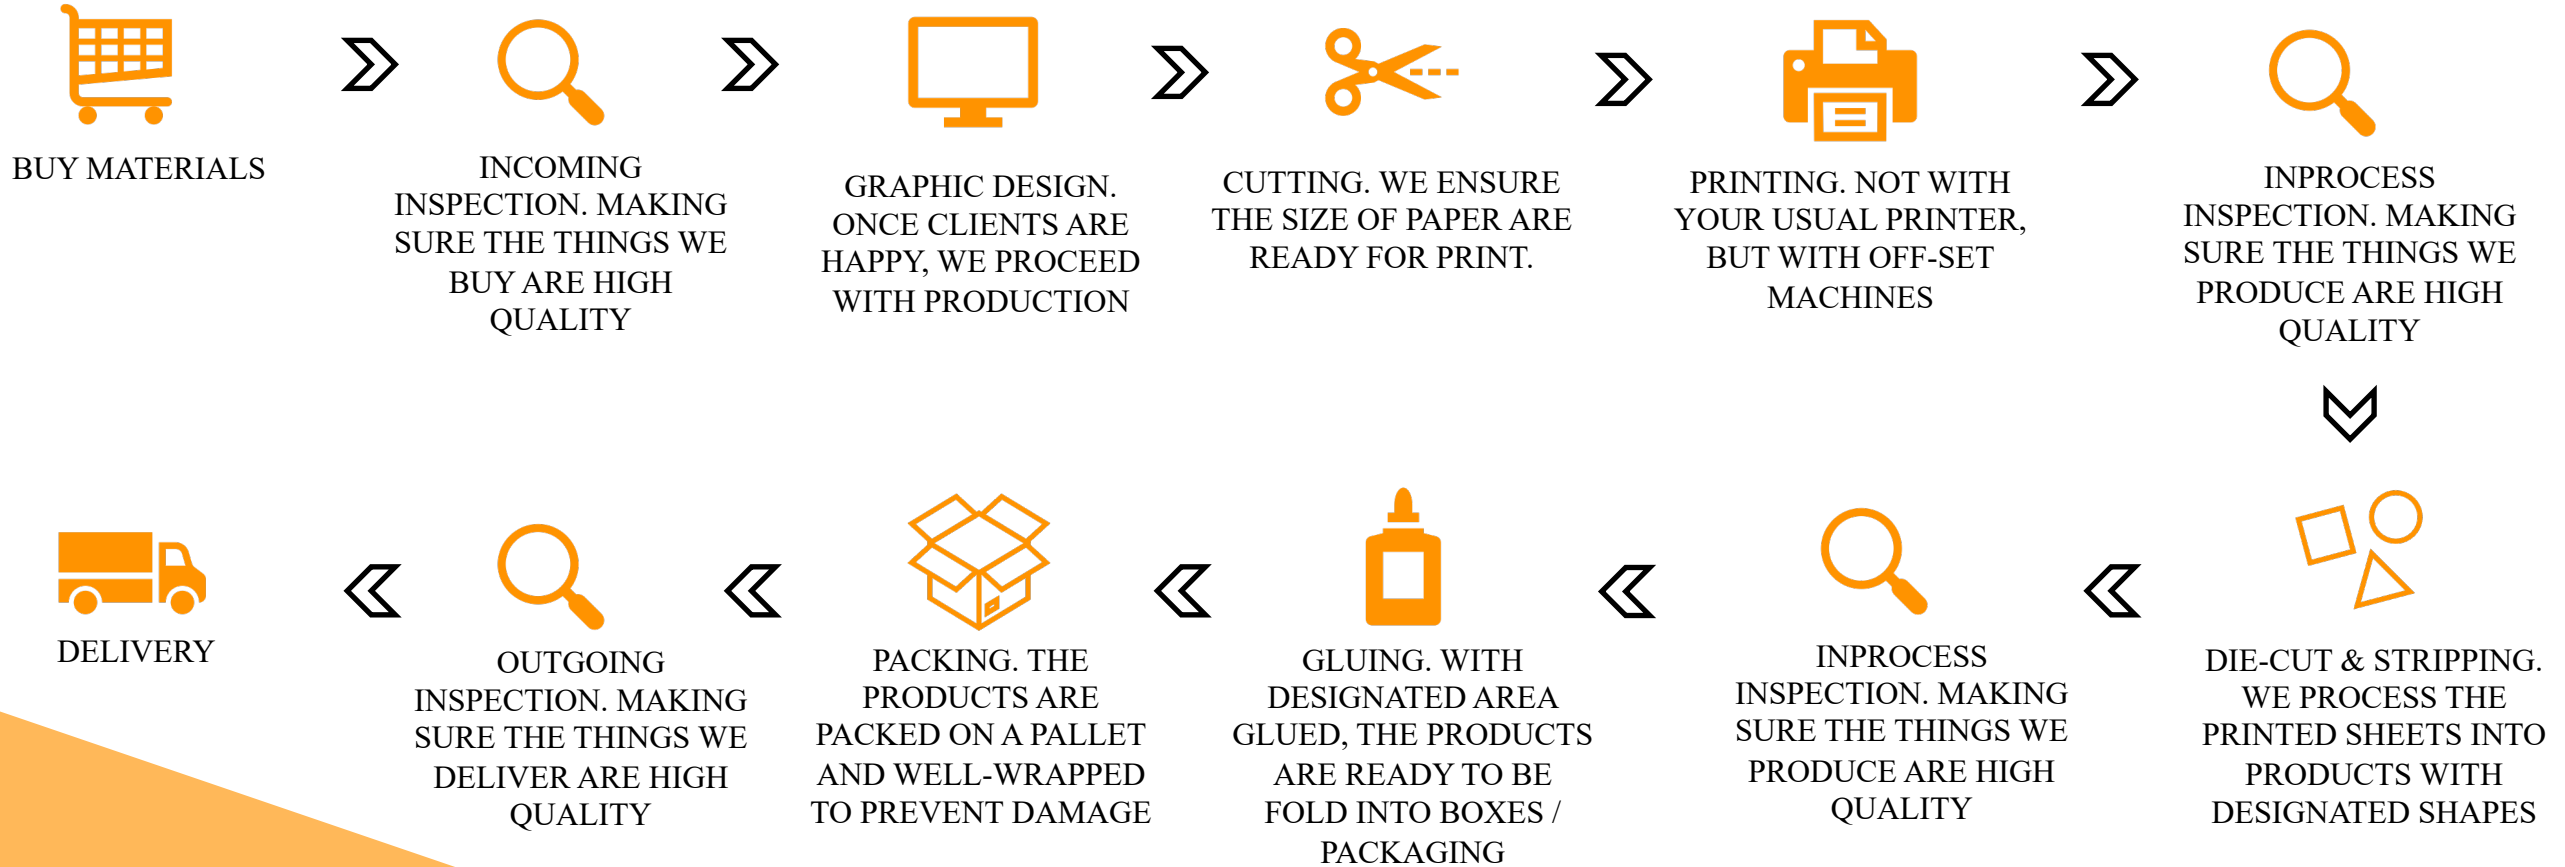 BUY MATERIALS
INCOMING
INSPECTION. MAKING
SURE THE THINGS WE
BUY ARE HIGH
QUALITY
GRAPHIC DESIGN.
ONCE CLIENTS ARE
HAPPY, WE PROCEED
WITH PRODUCTION
CUTTING. WE ENSURE
THE SIZE OF PAPER ARE
READY FOR PRINT.
PRINTING. NOT WITH
YOUR USUAL PRINTER,
BUT WITH OFF-SET
MACHINES
INPROCESS
INSPECTION. MAKING
SURE THE THINGS WE
PRODUCE ARE HIGH
QUALITY
DIE-CUT & STRIPPING.
WE PROCESS THE
PRINTED SHEETS INTO
PRODUCTS WITH
DESIGNATED SHAPES
INPROCESS
INSPECTION. MAKING
SURE THE THINGS WE
PRODUCE ARE HIGH
QUALITY
GLUING. WITH
DESIGNATED AREA
GLUED, THE PRODUCTS
ARE READY TO BE
FOLD INTO BOXES /
PACKAGING
PACKING. THE
PRODUCTS ARE
PACKED ON A PALLET
AND WELL-WRAPPED
TO PREVENT DAMAGE
OUTGOING
INSPECTION. MAKING
SURE THE THINGS WE
DELIVER ARE HIGH
QUALITY
DELIVERY